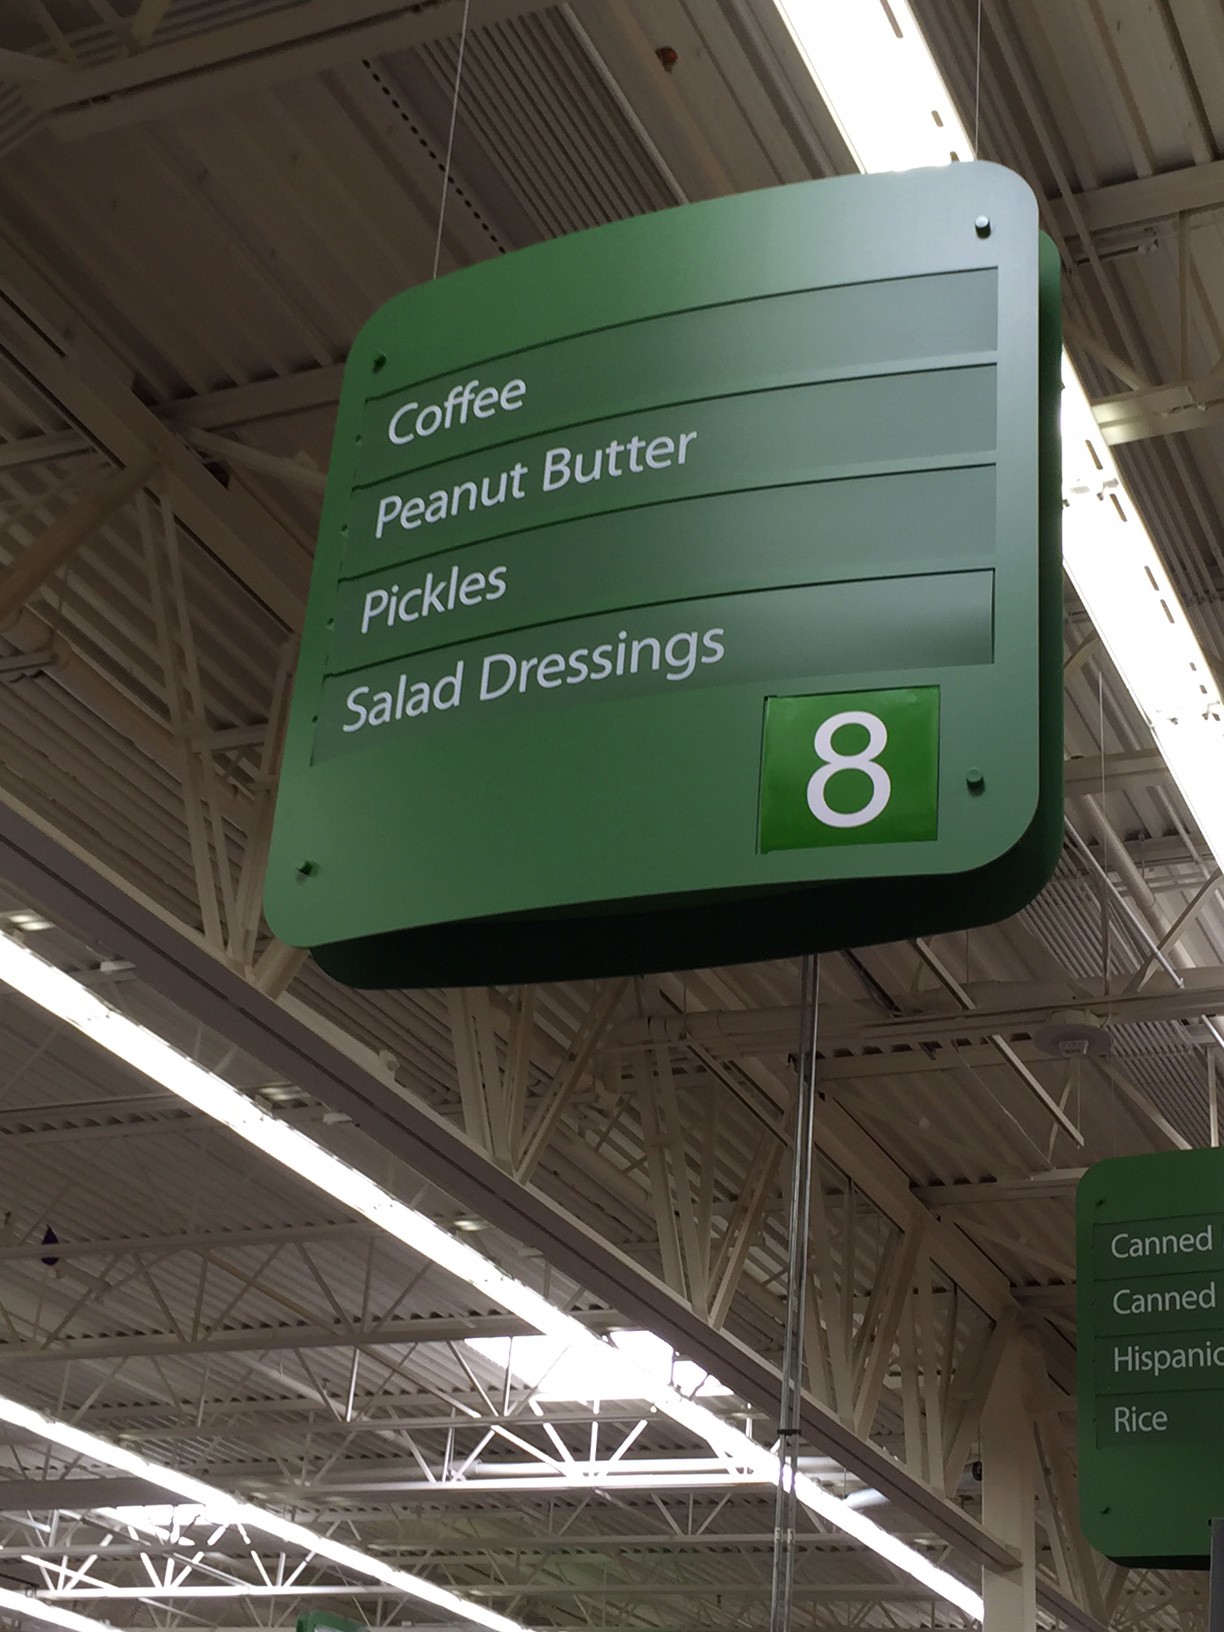 Coffee
Peanut Butter
Pickles
Salad Dressings
8
Canned
Canned
Hispanic
Rice